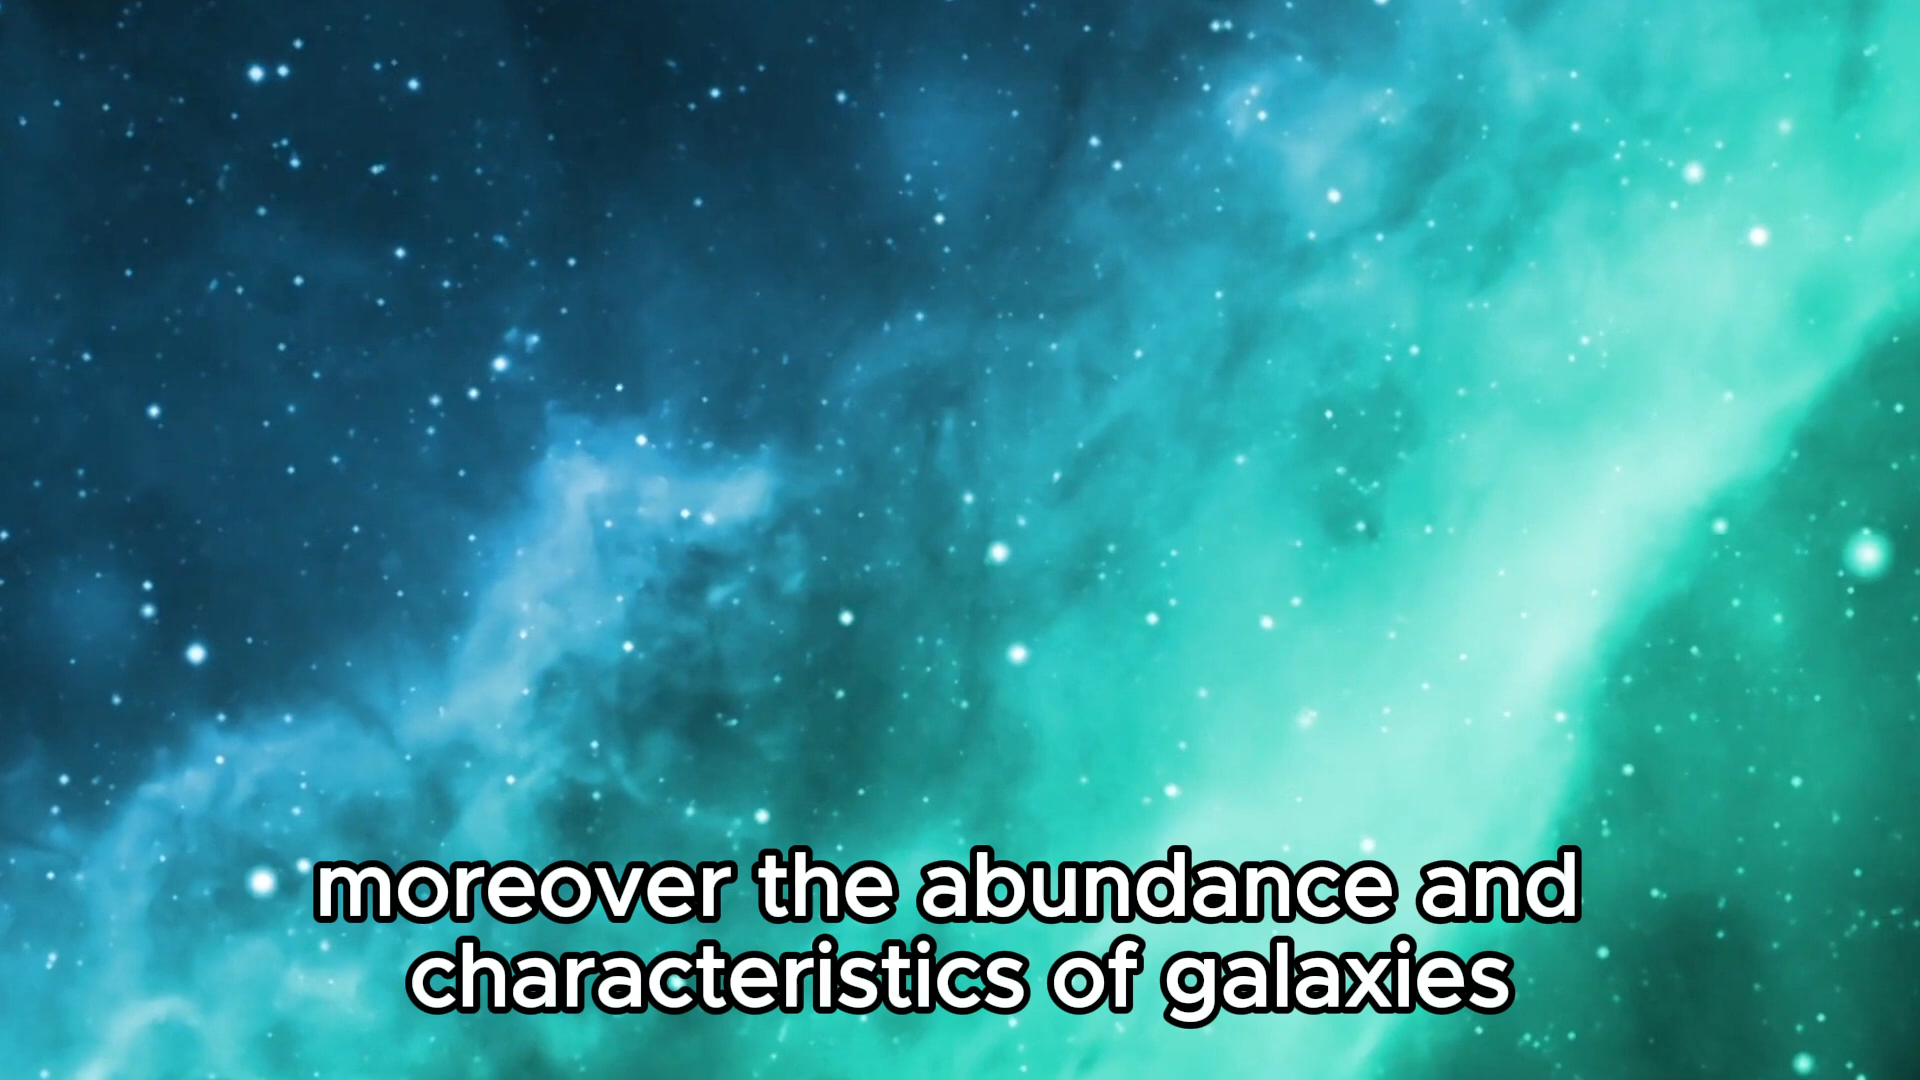 moreover the abundance and
characteristics of galaxies